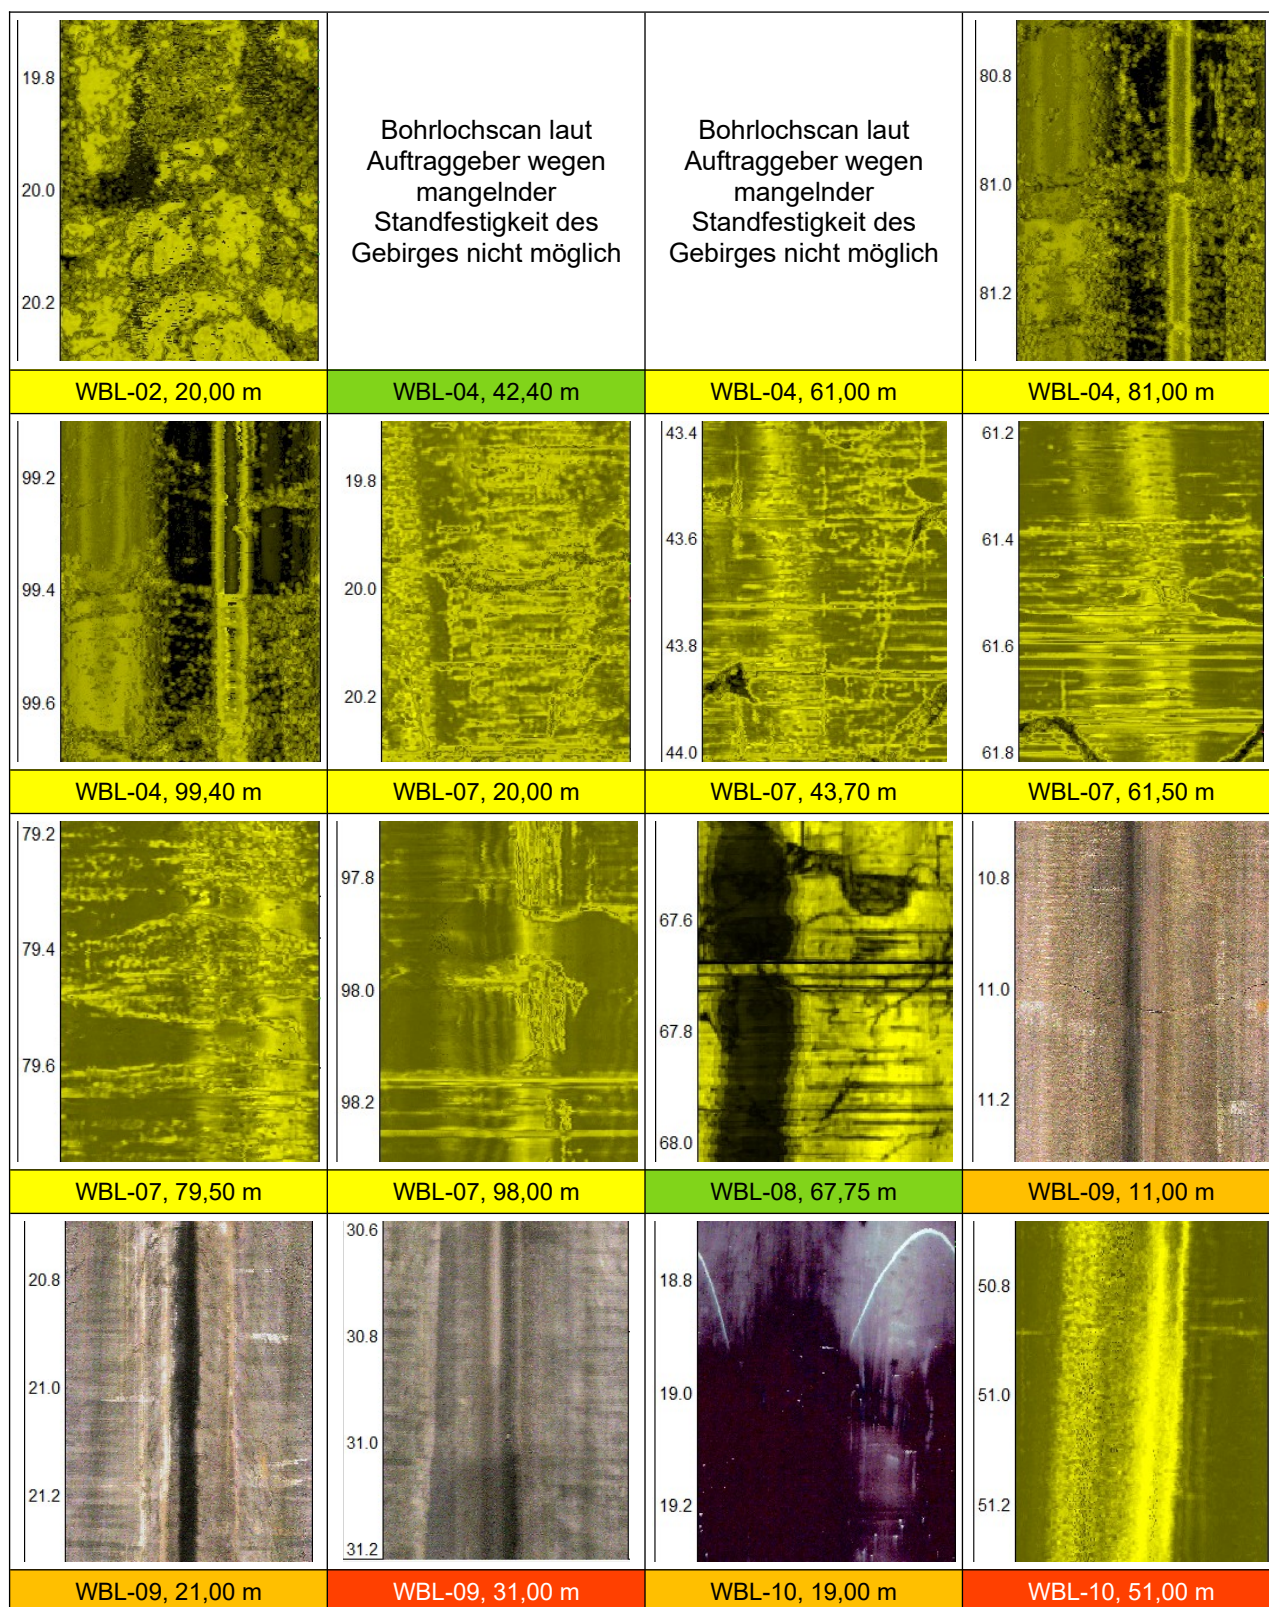 19.8
20.0
20.2
Bohrlochscan laut
Auftraggeber wegen
mangelnder
Standfestigkeit des
Gebirges nicht möglich
Bohrlochscan laut
Auftraggeber wegen
mangelnder
Standfestigkeit des
Gebirges nicht möglich
80.8
81.0
81.2
WBL-02, 20,00 m
WBL-04, 42,40 m
WBL-04, 61,00 m
WBL-04, 81,00 m
99.2
99.4
99.6
19.8
20.0
20.2
43.4
43.6
43.8
44.0
61.2
61.4
61.6
61.8
WBL-04, 99,40 m
WBL-07, 20,00 m
WBL-07, 43,70 m
WBL-07, 61,50 m
79.2
79.4
79.6
97.8
98.0
98.2
67.6
67.8
68.0
10.8
11.0
11.2
WBL-07, 79,50 m
WBL-07, 98,00 m
WBL-08, 67,75 m
WBL-09, 11,00 m
20.8
21.0
21.2
30.6
30.8
31.0
31.2
18.8
19.0
19.2
50.8
51.0
51.2
WBL-09, 21,00 m
WBL-09, 31,00 m
WBL-10, 19,00 m
WBL-10, 51,00 m